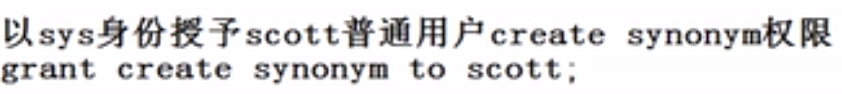 以sys身份授予scott普通用户create synonym权限
grant create synonym to scott;